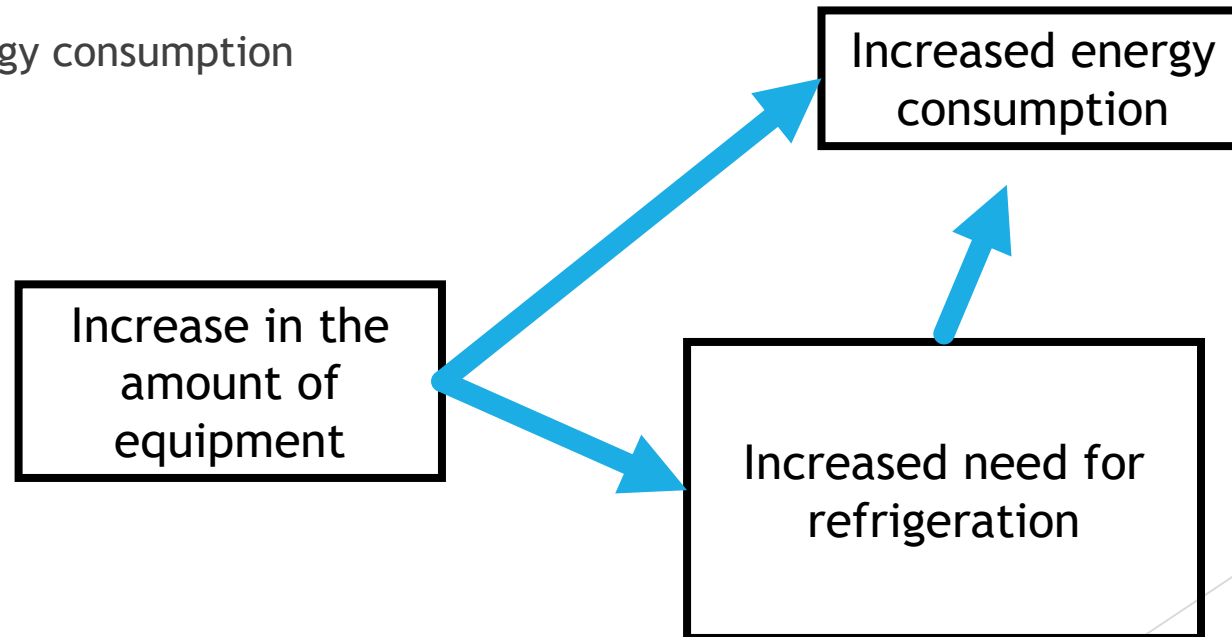 gy consumption
Increased energy
consumption
Increase in the
amount of
equipment
Increased need for
refrigeration